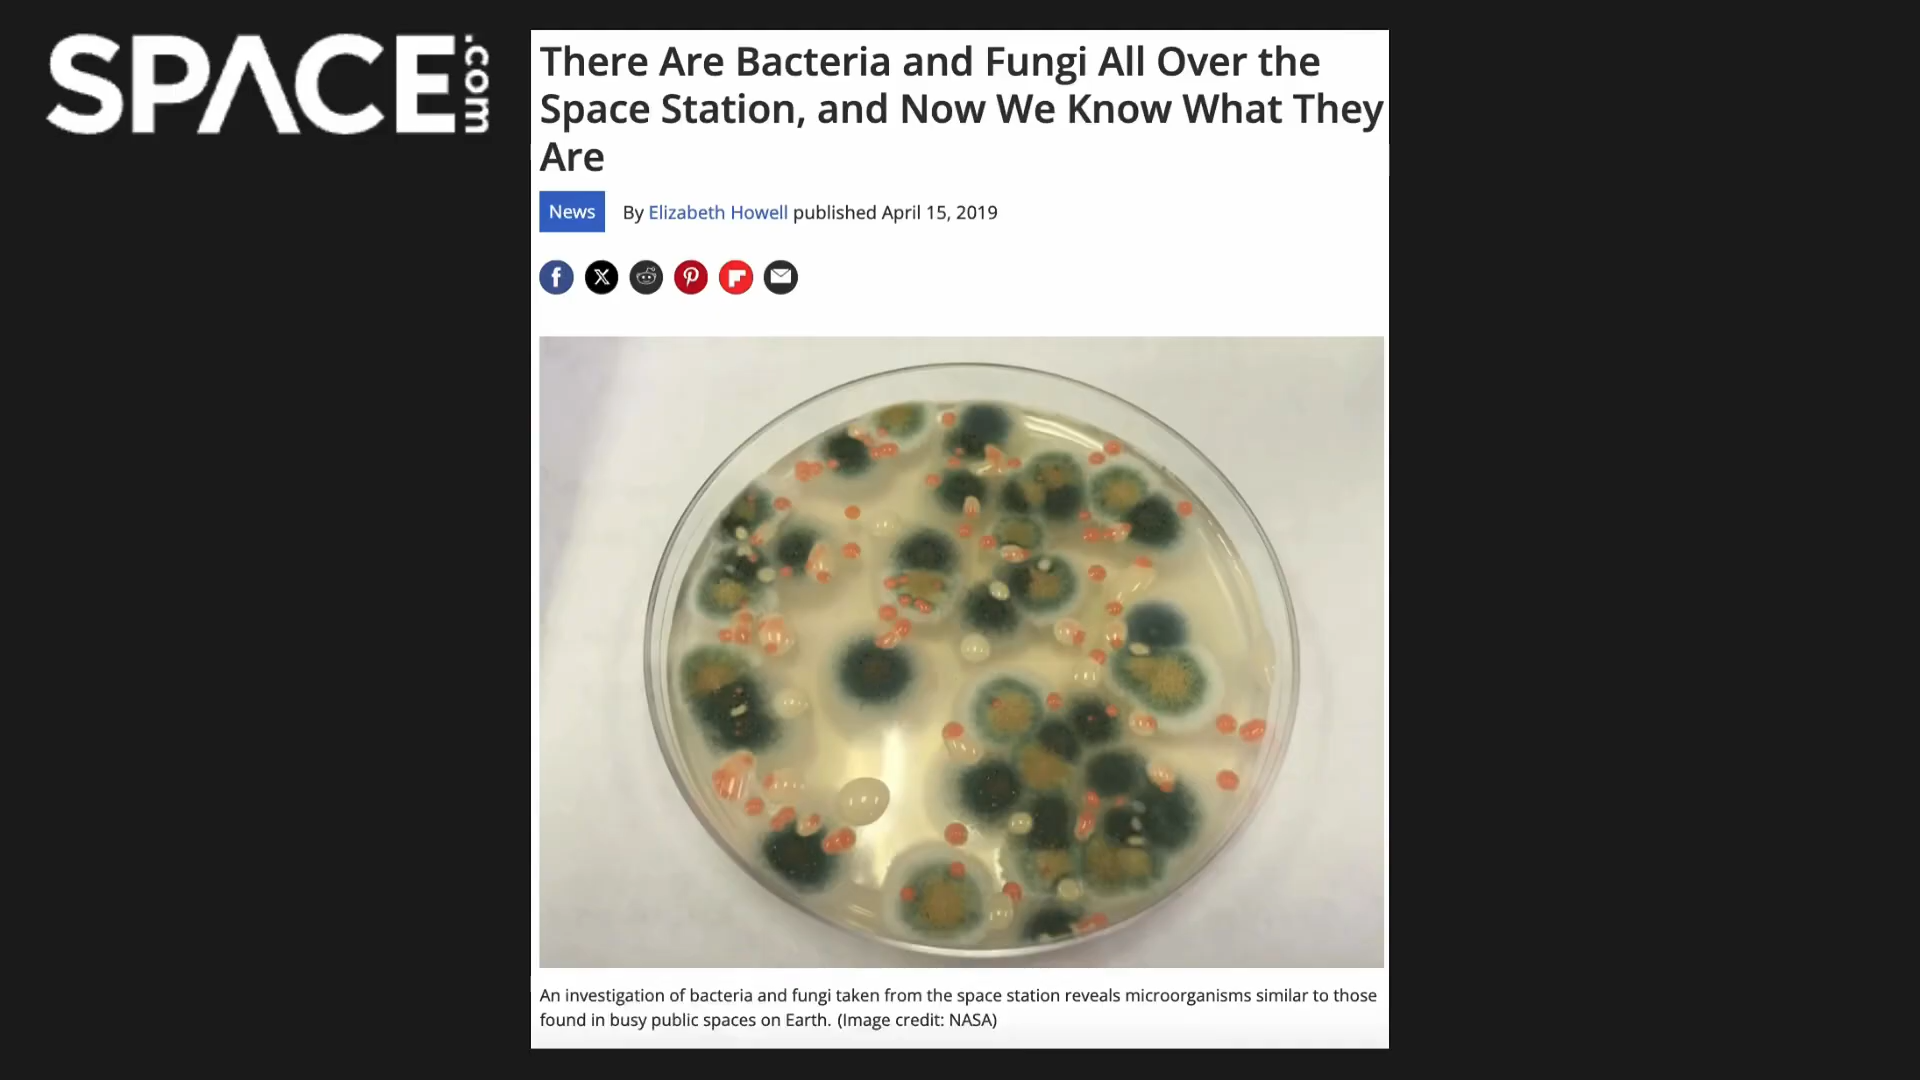 SPACE.com
There Are Bacteria and Fungi All Over the
Space Station, and Now We Know What They
Are
News By Elizabeth Howell published April 15, 2019
An investigation of bacteria and fungi taken from the space station reveals microorganisms similar to those
found in busy public spaces on Earth. (Image credit: NASA)